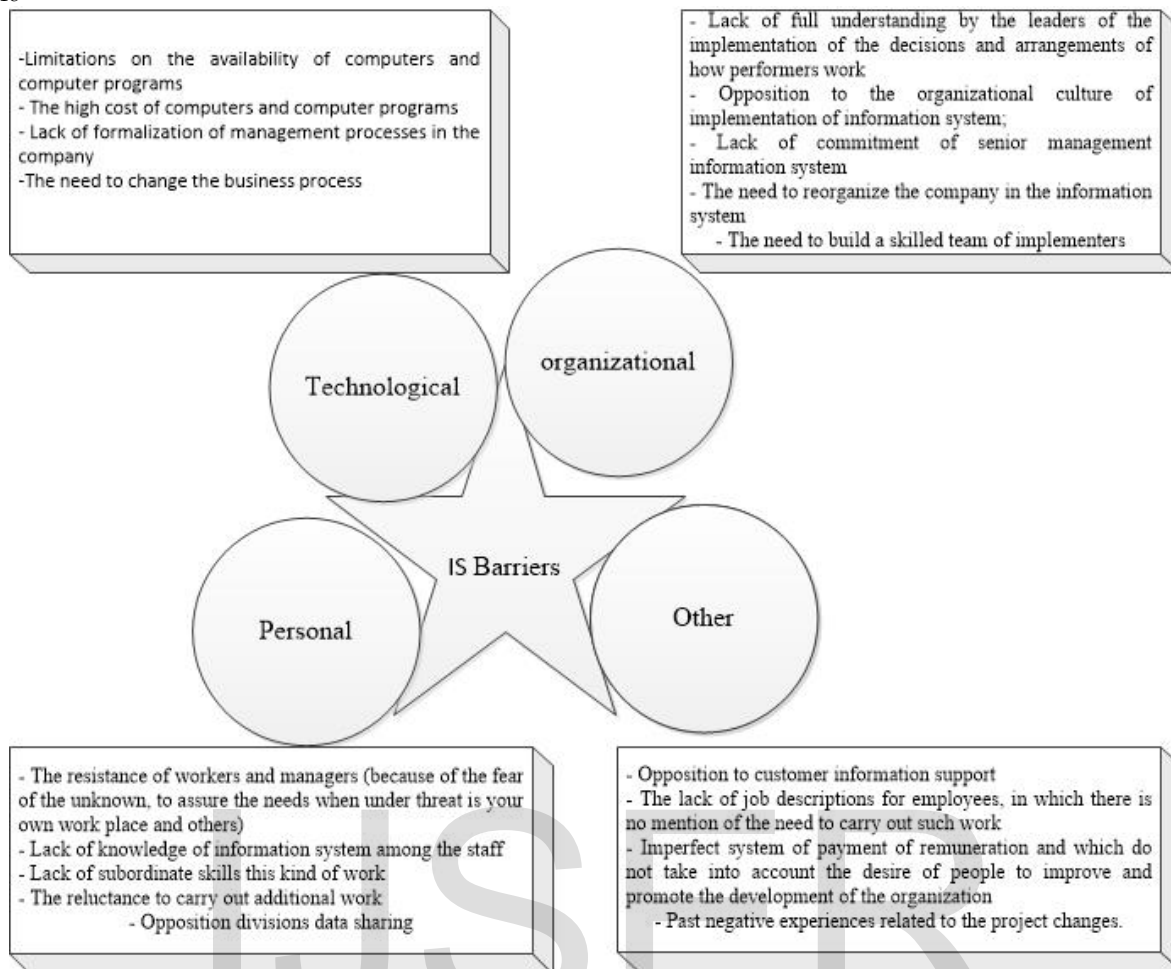 -Limitations on the availability of computers and
computer programs
- The high cost of computers and computer programs
- Lack of formalization of management processes in the
company
-The need to change the business process
- Lack of full understanding by the leaders of the
implementation of the decisions and arrangements of
how performers work
- Opposition to the organizational culture of
implementation of information system;
- Lack of commitment of senior management
information system
- The need to reorganize the company in the information
system
- The need to build a skilled team of implementers
Technological
organizational
IS Barriers
Personal
Other
- The resistance of workers and managers (because of the fear
of the unknown, to assure the needs when under threat is your
own work place and others)
- Lack of knowledge of information system among the staff
- Lack of subordinate skills this kind of work
- The reluctance to carry out additional work
- Opposition divisions data sharing
- Opposition to customer information support
- The lack of job descriptions for employees, in which there is
no mention of the need to carry out such work
- Imperfect system of payment of remuneration and which do
not take into account the desire of people to improve and
promote the development of the organization
- Past negative experiences related to the project changes.
IJSER